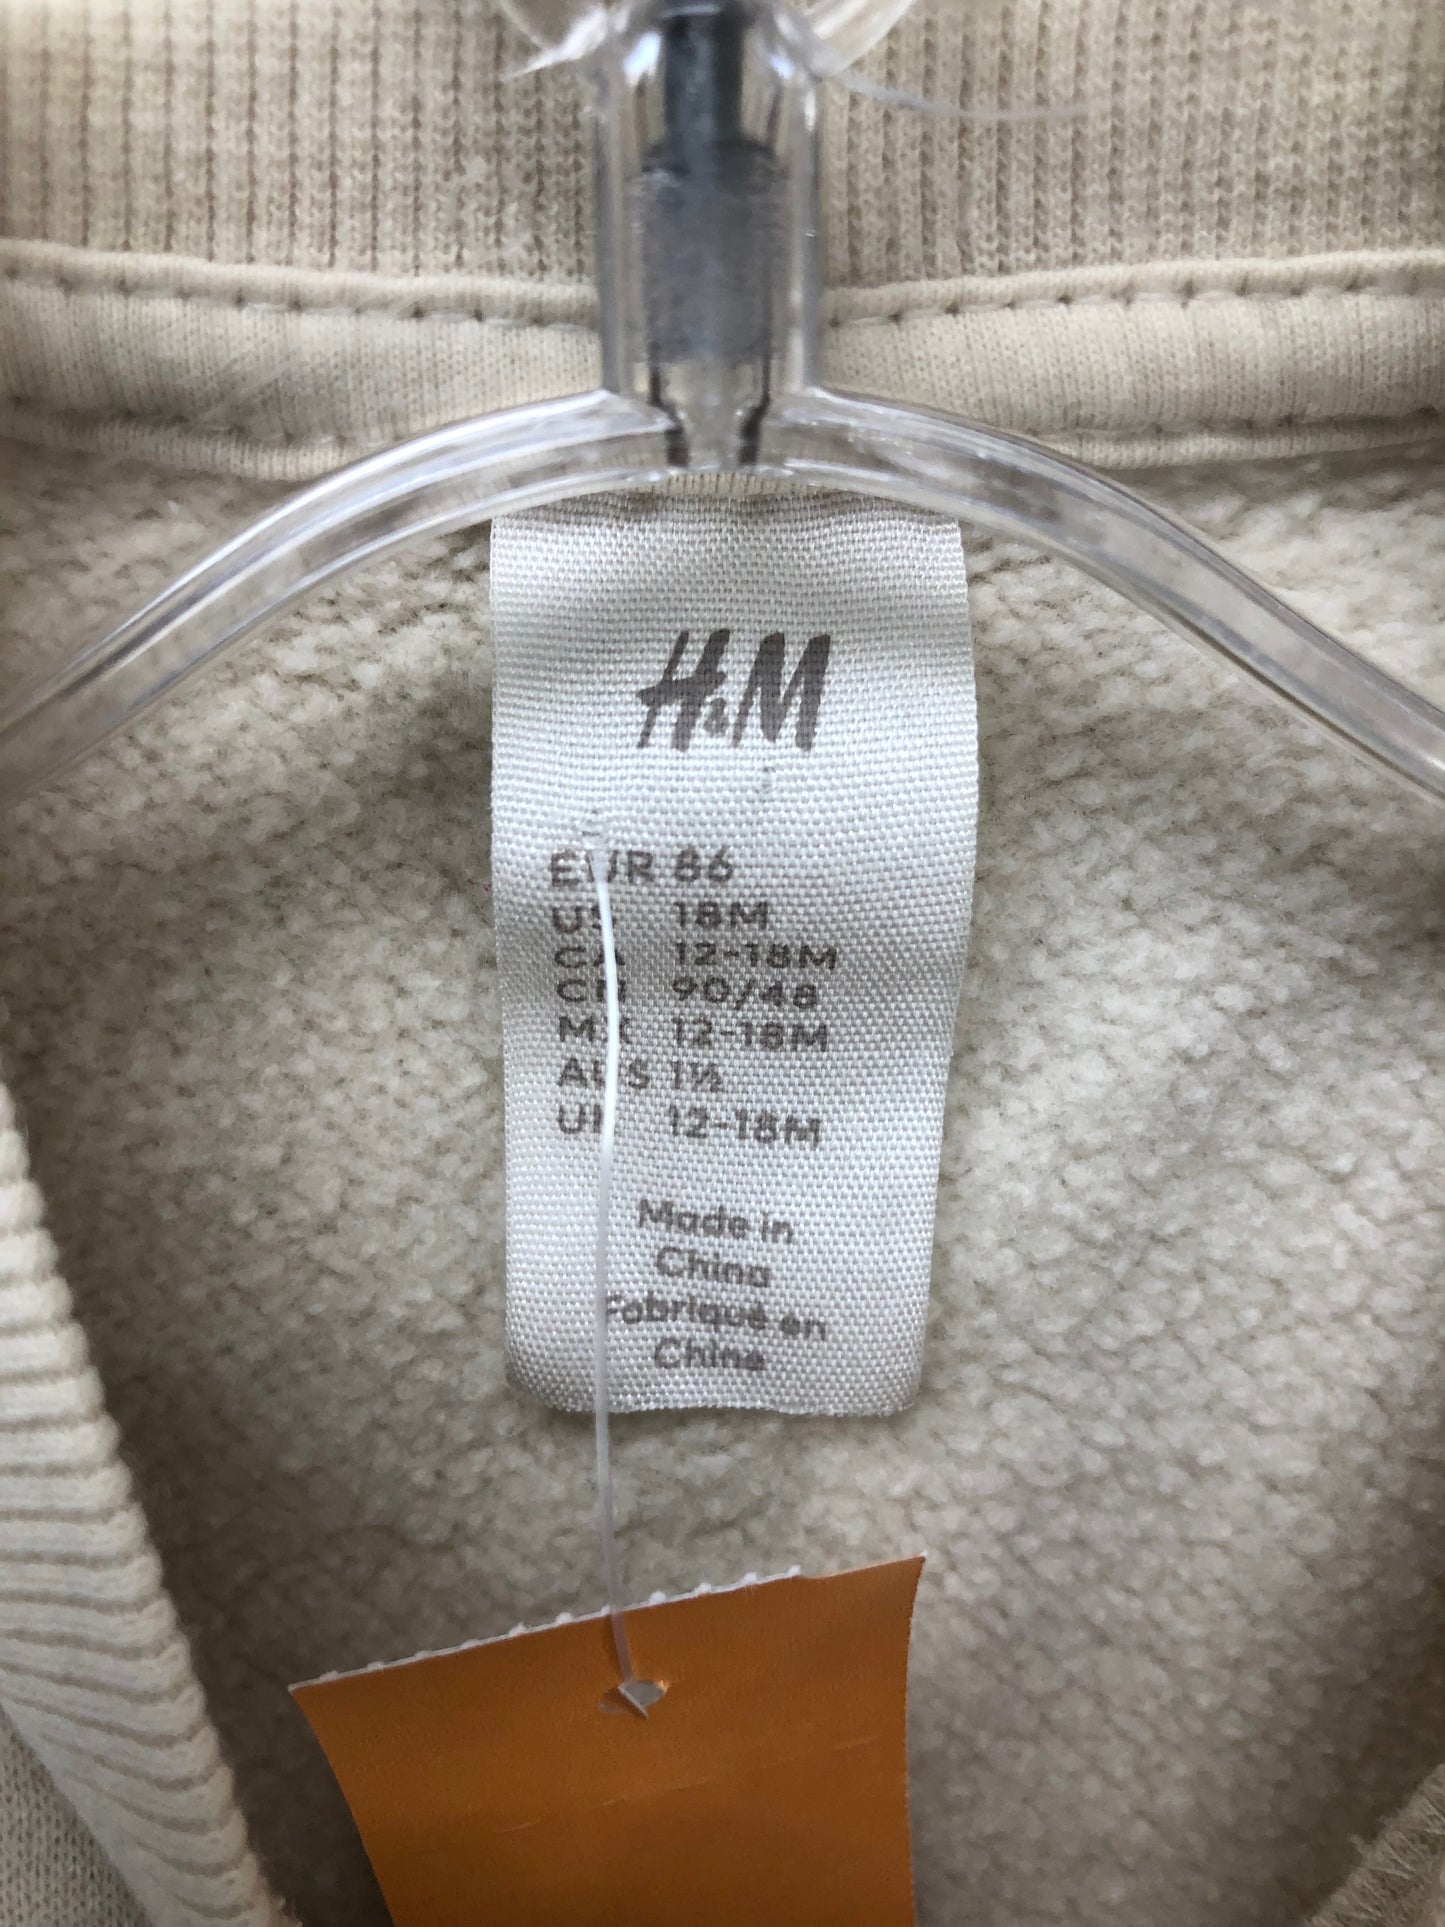 H&M
EUR 86
US 18M
CA 12-18M
CN 90/48
MX 12-18M
AUS 1½
UK 12-18M
Made in
China
Fabriqué en
Chine